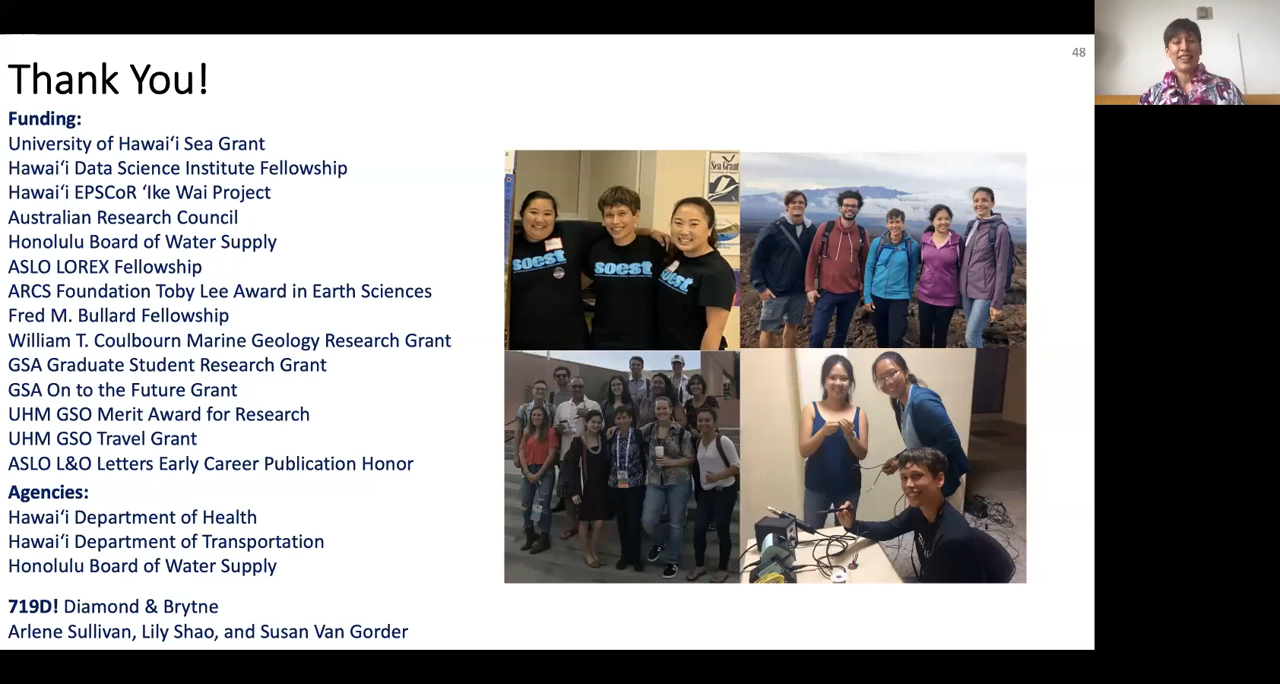 48
Thank You!
Funding:
University of Hawaiʻi Sea Grant
Hawaiʻi Data Science Institute Fellowship
Hawaiʻi EPSCoR ʻIke Wai Project
Australian Research Council
Honolulu Board of Water Supply
ASLO LOREX Fellowship
ARCS Foundation Toby Lee Award in Earth Sciences
Fred M. Bullard Fellowship
William T. Coulbourn Marine Geology Research Grant
GSA Graduate Student Research Grant
GSA On to the Future Grant
UHM GSO Merit Award for Research
UHM GSO Travel Grant
ASLO L&O Letters Early Career Publication Honor
Agencies:
Hawaiʻi Department of Health
Hawaiʻi Department of Transportation
Honolulu Board of Water Supply
719D! Diamond & Brytne
Arlene Sullivan, Lily Shao, and Susan Van Gorder
Sea Grant
soest
soest
soest